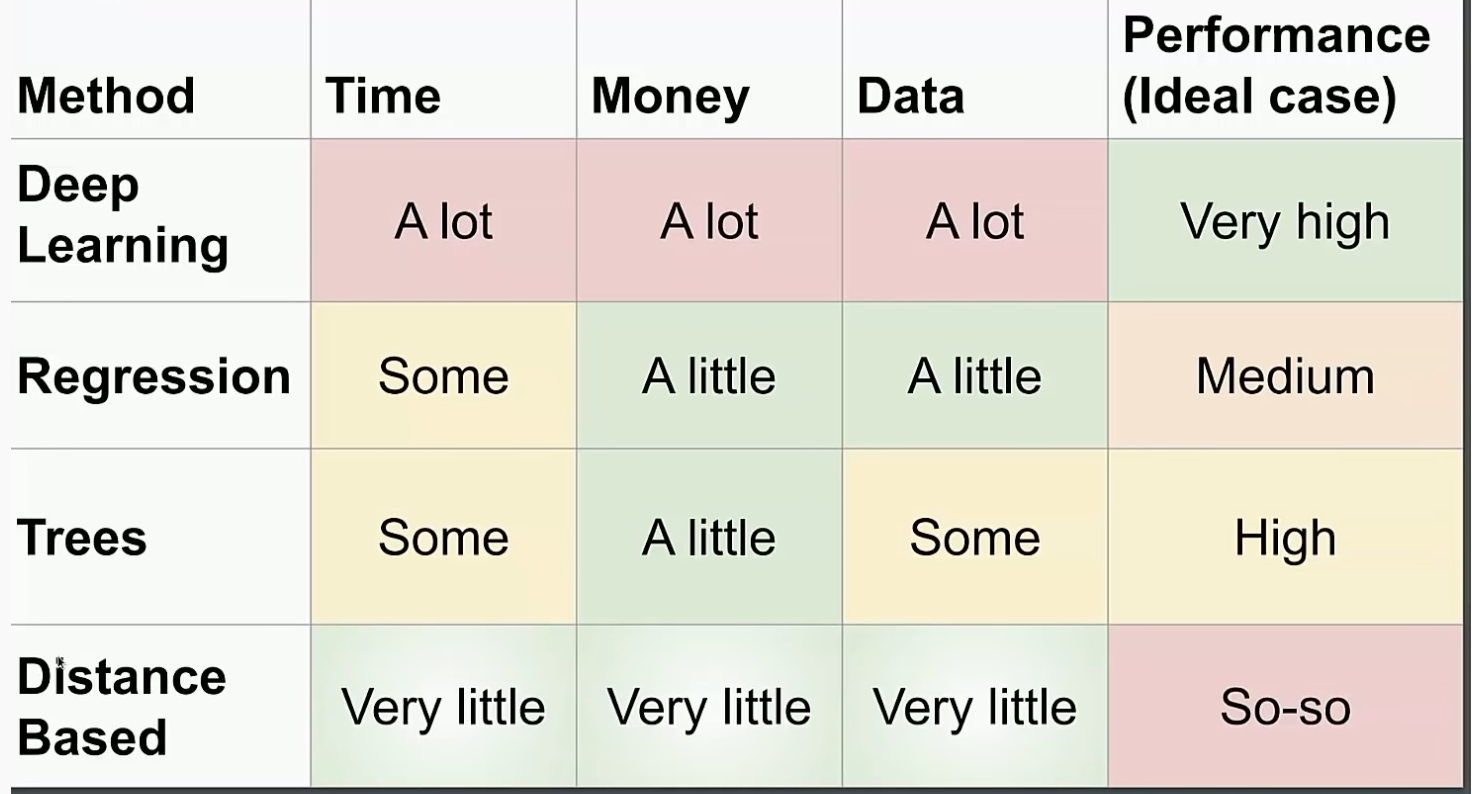 Method Time Money Data Performance
(Ideal case)
Deep
Learning A lot A lot A lot Very high
Regression Some A little A little Medium
Trees Some A little Some High
Distance
Based Very little Very little Very little So-so